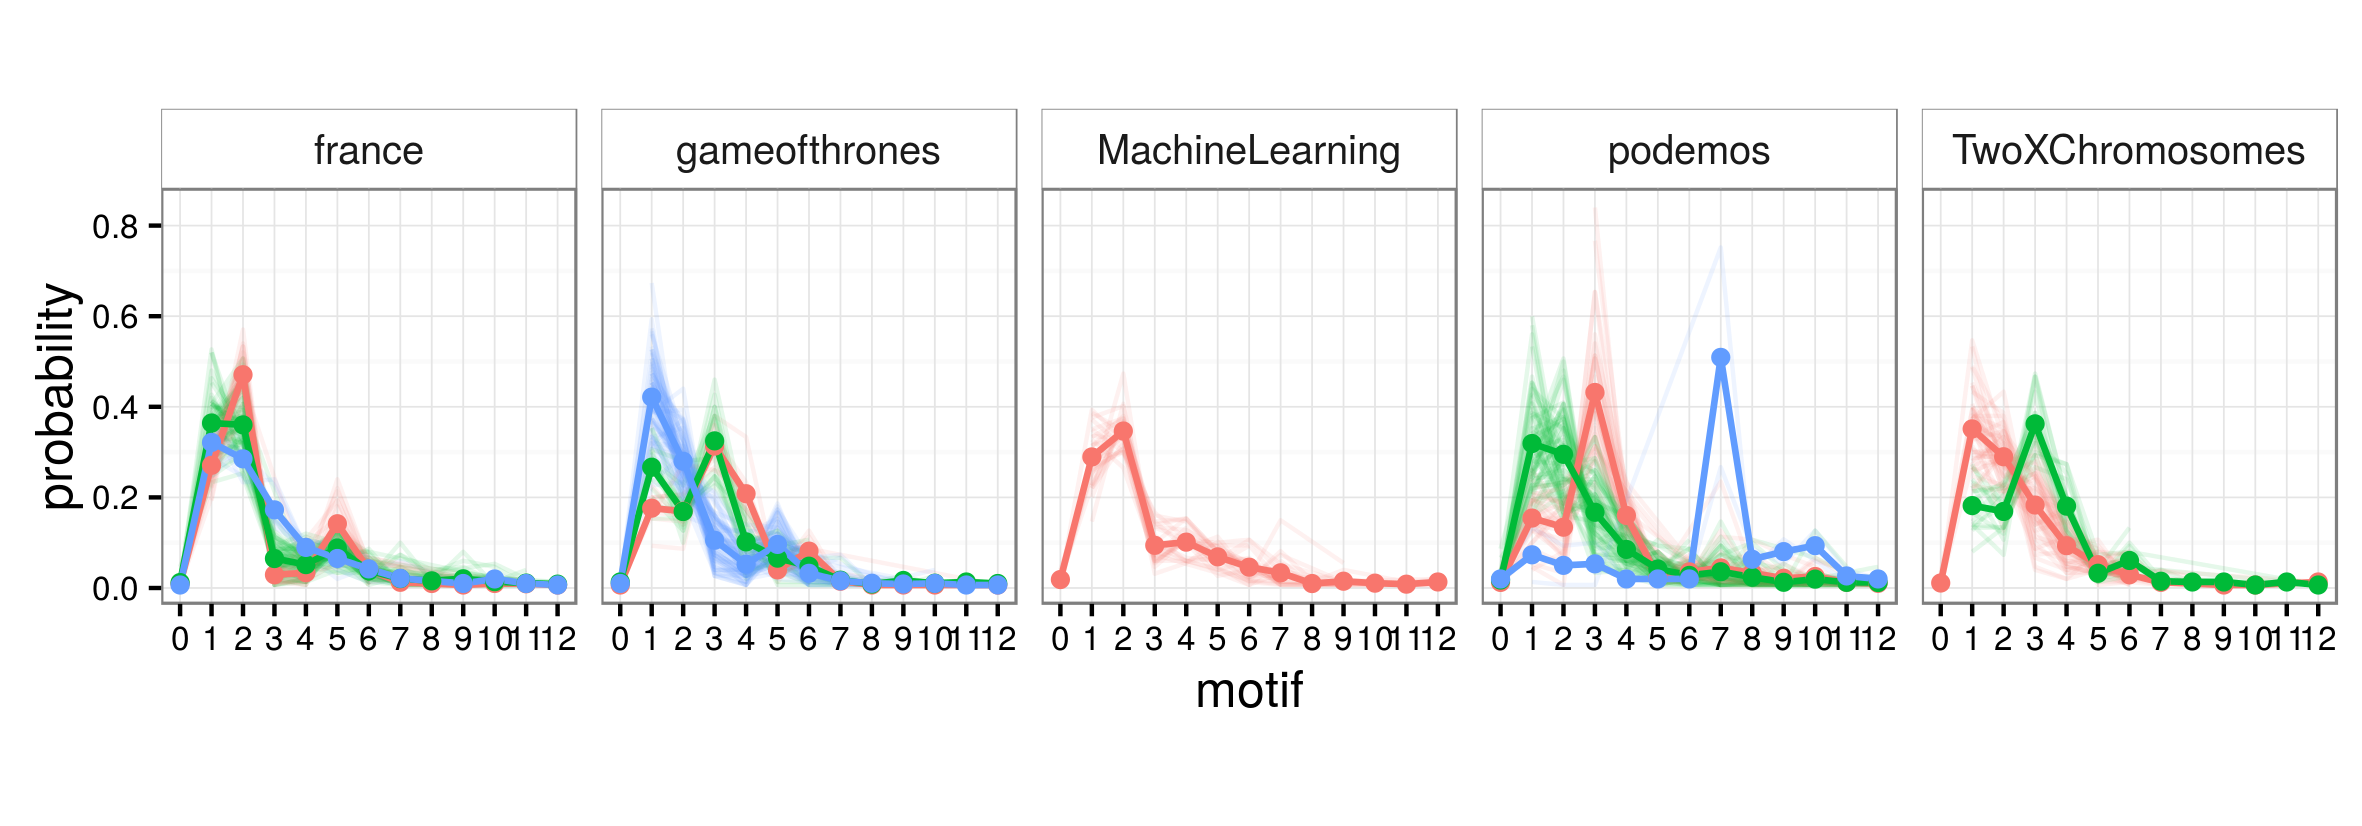 france gameofthrones MachineLearning podemos TwoXChromosomes
0.8
0.6
0.4
0.2
0.0
probability
0 1 2 3 4 5 6 7 8 9 10 11 12 0 1 2 3 4 5 6 7 8 9 10 11 12 0 1 2 3 4 5 6 7 8 9 10 11 12 0 1 2 3 4 5 6 7 8 9 10 11 12 0 1 2 3 4 5 6 7 8 9 10 11 12
motif